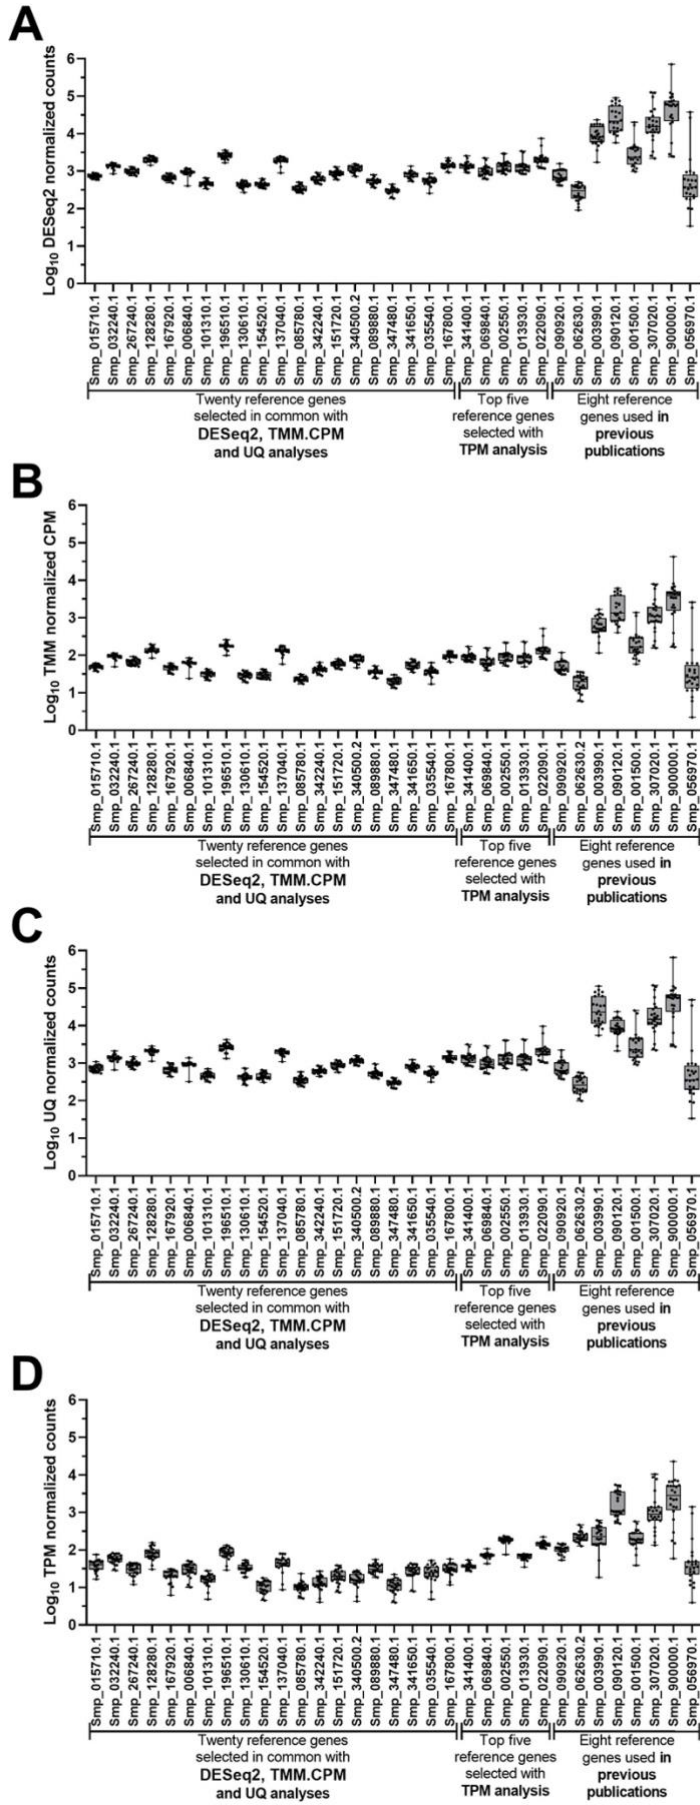 A
Log10 DESeq2 normalized counts
6
5
4
3
2
1
0
Smp_015710.1
Smp_032240.1
Smp_267240.1
Smp_128280.1
Smp_167920.1
Smp_006840.1
Smp_101310.1
Smp_196510.1
Smp_130610.1
Smp_154520.1
Smp_137040.1
Smp_085780.1
Smp_342240.1
Smp_151720.1
Smp_340500.2
Smp_089880.1
Smp_347480.1
Smp_341650.1
Smp_035540.1
Smp_167800.1
Smp_341400.1
Smp_069840.1
Smp_002550.1
Smp_013930.1
Smp_022090.1
Smp_090920.1
Smp_062630.1
Smp_003990.1
Smp_090120.1
Smp_001500.1
Smp_307020.1
Smp_900000.1
Smp_056970.1
Twenty reference genes
selected in common with
DESeq2, TMM.CPM
and UQ analyses
Top five
reference genes
selected with
TPM analysis
Eight reference
genes used in
previous
publications
B
Log10 TMM normalized CPM
6
5
4
3
2
1
0
Smp_015710.1
Smp_032240.1
Smp_267240.1
Smp_128280.1
Smp_167920.1
Smp_006840.1
Smp_101310.1
Smp_196510.1
Smp_130610.1
Smp_154520.1
Smp_137040.1
Smp_085780.1
Smp_342240.1
Smp_151720.1
Smp_340500.2
Smp_089880.1
Smp_347480.1
Smp_341650.1
Smp_035540.1
Smp_167800.1
Smp_341400.1
Smp_069840.1
Smp_002550.1
Smp_013930.1
Smp_022090.1
Smp_090920.1
Smp_062630.2
Smp_003990.1
Smp_090120.1
Smp_001500.1
Smp_307020.1
Smp_900000.1
Smp_056970.1
Twenty reference genes
selected in common with
DESeq2, TMM.CPM
and UQ analyses
Top five
reference genes
selected with
TPM analysis
Eight reference
genes used in
previous
publications
C
Log10 UQ normalized counts
6
5
4
3
2
1
0
Smp_015710.1
Smp_032240.1
Smp_267240.1
Smp_128280.1
Smp_167920.1
Smp_006840.1
Smp_101310.1
Smp_196510.1
Smp_130610.1
Smp_154520.1
Smp_137040.1
Smp_085780.1
Smp_342240.1
Smp_151720.1
Smp_340500.2
Smp_089880.1
Smp_347480.1
Smp_341650.1
Smp_035540.1
Smp_167800.1
Smp_341400.1
Smp_069840.1
Smp_002550.1
Smp_013930.1
Smp_022090.1
Smp_090920.1
Smp_062630.2
Smp_003990.1
Smp_090120.1
Smp_001500.1
Smp_307020.1
Smp_900000.1
Smp_056970.1
Twenty reference genes
selected in common with
DESeq2, TMM.CPM
and UQ analyses
Top five
reference genes
selected with
TPM analysis
Eight reference
genes used in
previous
publications
D
Log10 TPM normalized counts
6
5
4
3
2
1
0
Smp_015710.1
Smp_032240.1
Smp_267240.1
Smp_128280.1
Smp_167920.1
Smp_006840.1
Smp_101310.1
Smp_196510.1
Smp_130610.1
Smp_154520.1
Smp_137040.1
Smp_085780.1
Smp_342240.1
Smp_151720.1
Smp_340500.2
Smp_089880.1
Smp_347480.1
Smp_341650.1
Smp_035540.1
Smp_167800.1
Smp_341400.1
Smp_069840.1
Smp_002550.1
Smp_013930.1
Smp_022090.1
Smp_090920.1
Smp_062630.2
Smp_003990.1
Smp_090120.1
Smp_001500.1
Smp_307020.1
Smp_900000.1
Smp_056970.1
Twenty reference genes
selected in common with
DESeq2, TMM.CPM
and UQ analyses
Top five
reference genes
selected with
TPM analysis
Eight reference
genes used in
previous
publications